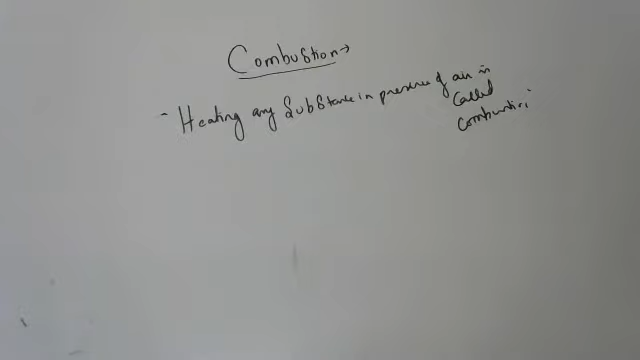 Combustion→
- Heating any Substance in presence of air is
Called
Combustion